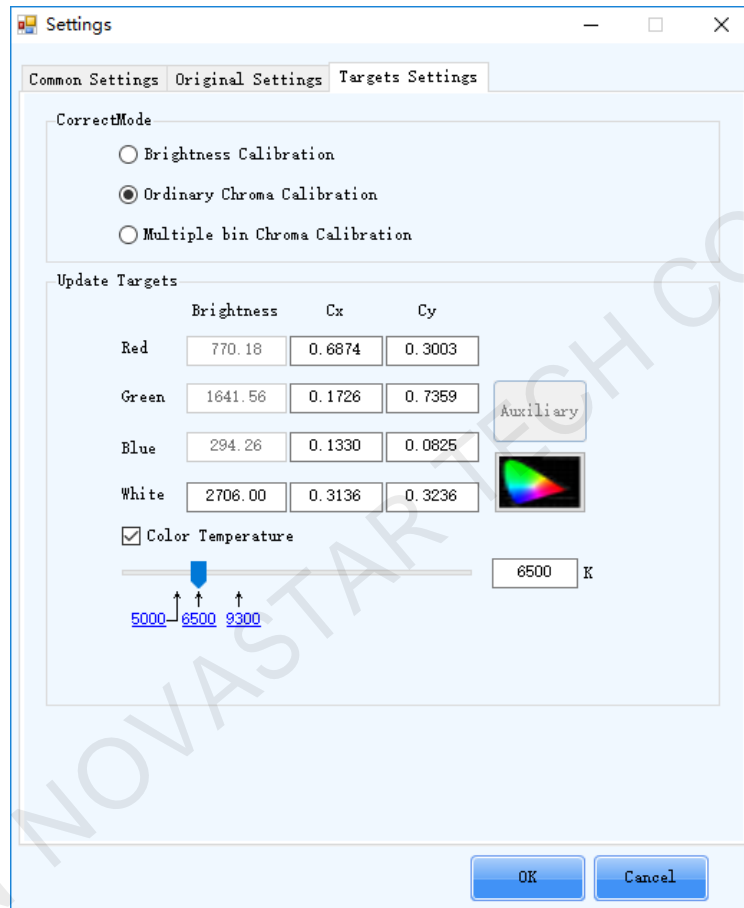 Settings
Common Settings Original Settings Targets Settings
CorrectMode
Brightness Calibration
Ordinary Chroma Calibration
Multiple bin Chroma Calibration
Update Targets
Brightness Cx Cy
Red 770.18 0.6874 0.3003
Green 1641.56 0.1726 0.7359
Auxiliary
Blue 294.26 0.1330 0.0825
White 2706.00 0.3136 0.3236
Color Temperature
6500 K
5000 6500 9300
OK Cancel
NOVASTAR TECH CO